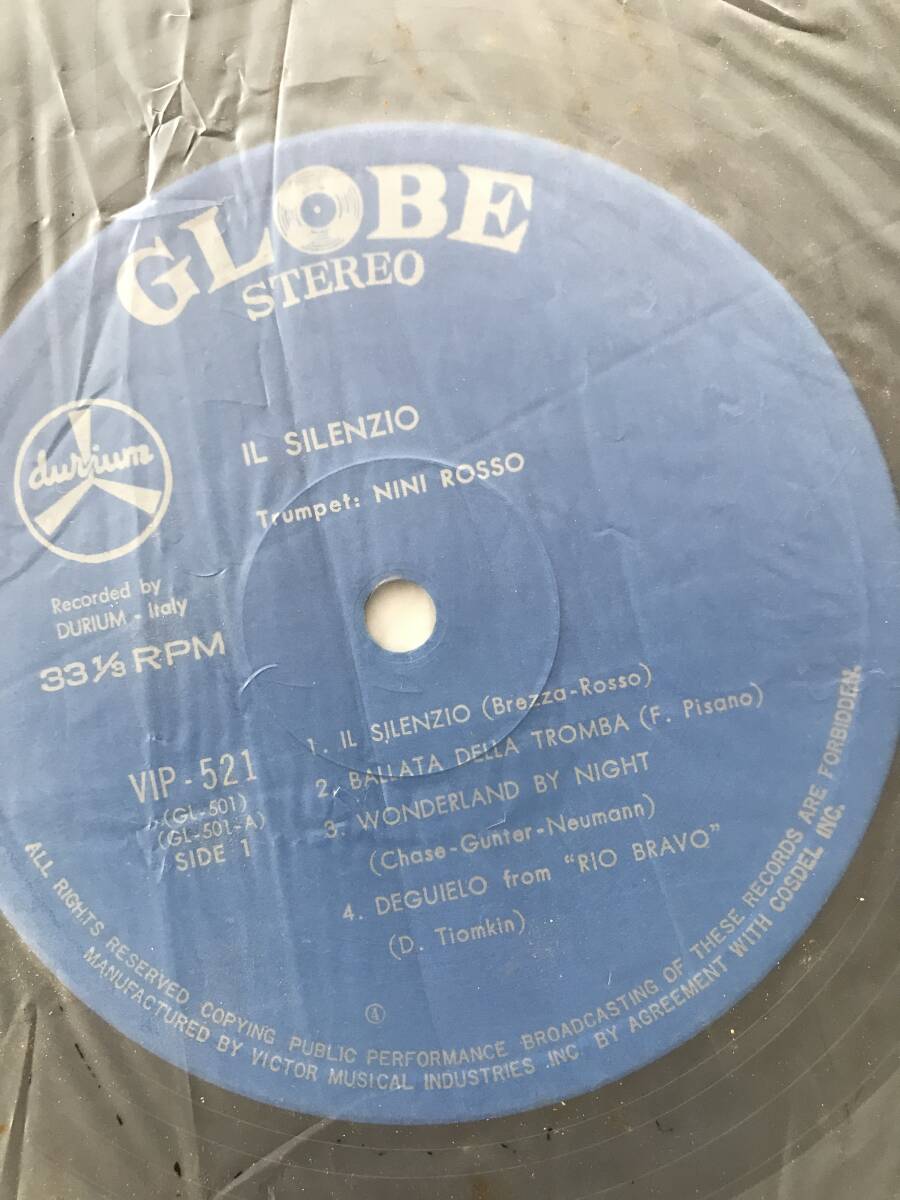 GLOBE
STEREO
durium
IL SILENZIO
Trumpet: NINI ROSSO
Recorded by
DURIUM - Italy
33 1/3 RPM
VIP-521
(GL-501)
(GL-501-A)
SIDE 1
1. IL SILENZIO (Brezza-Rosso)
2. BALLATA DELLA TROMBA (F. Pisano)
3. WONDERLAND BY NIGHT
(Chase-Gunter-Neumann)
4. DEGUIELO from "RIO BRAVO"
(D. Tiomkin)
Ⓐ
ALL RIGHTS RESERVED COPYING PUBLIC PERFORMANCE BROADCASTING OF THESE RECORDS ARE FORBIDDEN.
MANUFACTURED BY VICTOR MUSICAL INDUSTRIES INC. BY AGREEMENT WITH COSDEL INC.